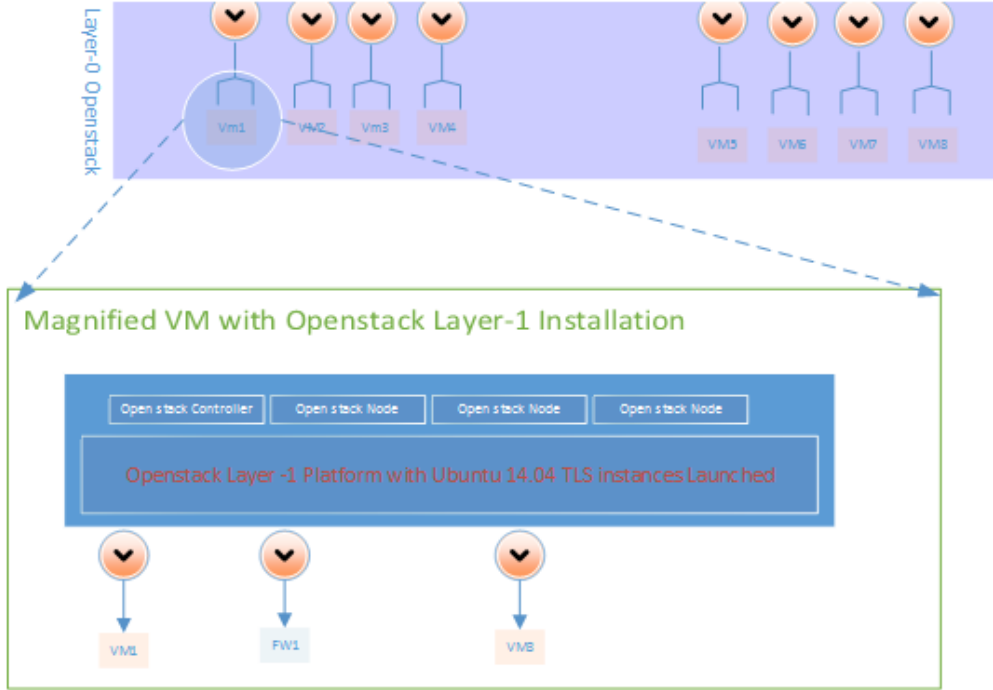 Layer-0 Openstack
Vm1
VM2
Vm3
VM4
VM5
VM6
VM7
VM8
Magnified VM with Openstack Layer-1 Installation
Open stack Controller
Open stack Node
Open stack Node
Open stack Node
Openstack Layer -1 Platform with Ubuntu 14.04 TLS instances Launched
VM1
FW1
VM8